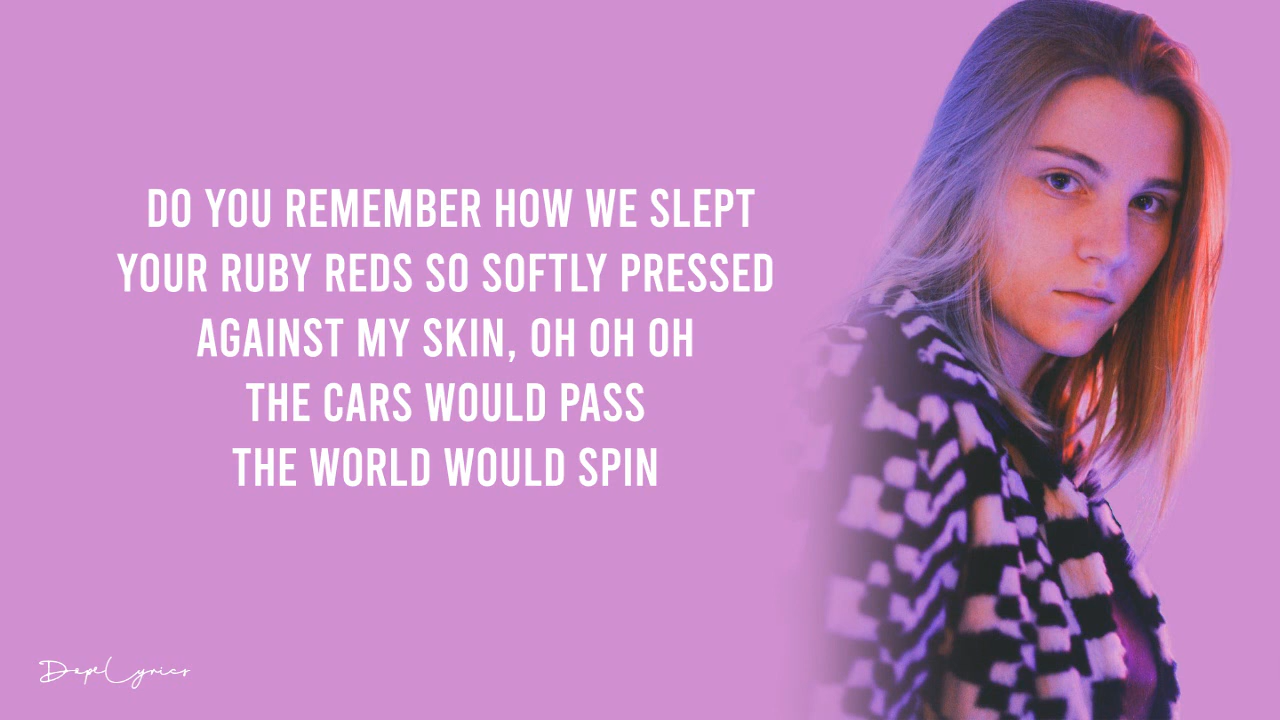 DO YOU REMEMBER HOW WE SLEPT
YOUR RUBY REDS SO SOFTLY PRESSED
AGAINST MY SKIN, OH OH OH
THE CARS WOULD PASS
THE WORLD WOULD SPIN
DopeLyrics